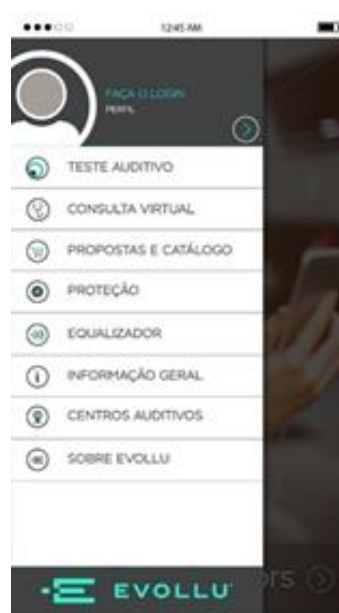 12:45 AM
FAÇA O LOGIN
PERFIL
TESTE AUDITIVO
CONSULTA VIRTUAL
PROPOSTAS E CATÁLOGO
PROTEÇÃO
EQUALIZADOR
INFORMAÇÃO GERAL
CENTROS AUDITIVOS
SOBRE EVOLLU
EVOLLU